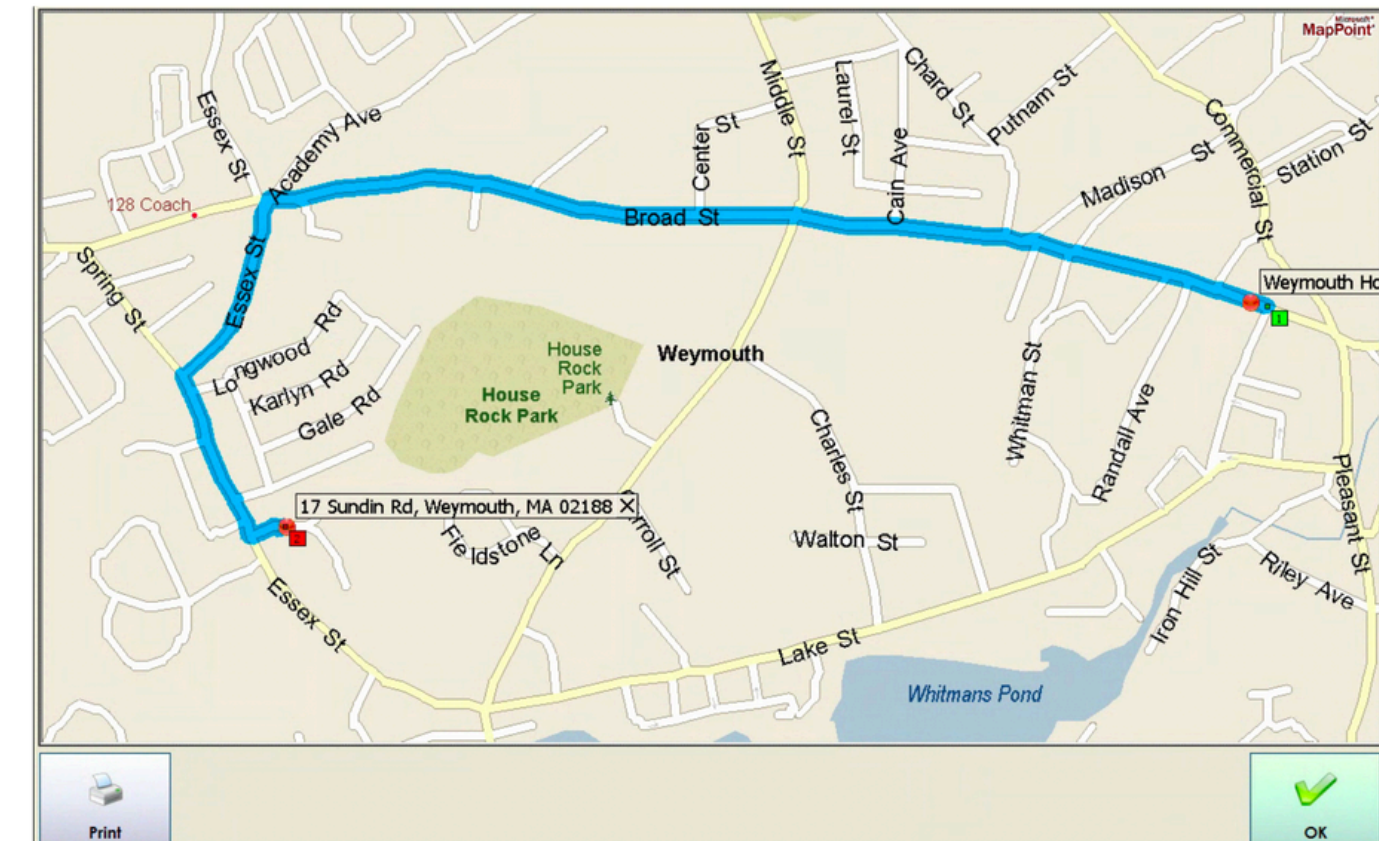 Microsoft®
MapPoint®
Essex St
Academy Ave
128 Coach
Spring St
Essex St
Longwood Rd
Karlyn Rd
Gale Rd
Center St
Middle St
Laurel St
Cain Ave
Chard St
Putnam St
Commercial St
Station St
Madison St
Broad St
Weymouth Ho
1
House
Rock
Park
House
Rock Park
Weymouth
Whitman St
Randall Ave
Charles St
Pleasant St
17 Sundin Rd, Weymouth, MA 02188 X
2
Fieldstone Ln
rroll St
Walton St
Iron Hill St
Riley Ave
Essex St
Lake St
Whitmans Pond
Print
OK